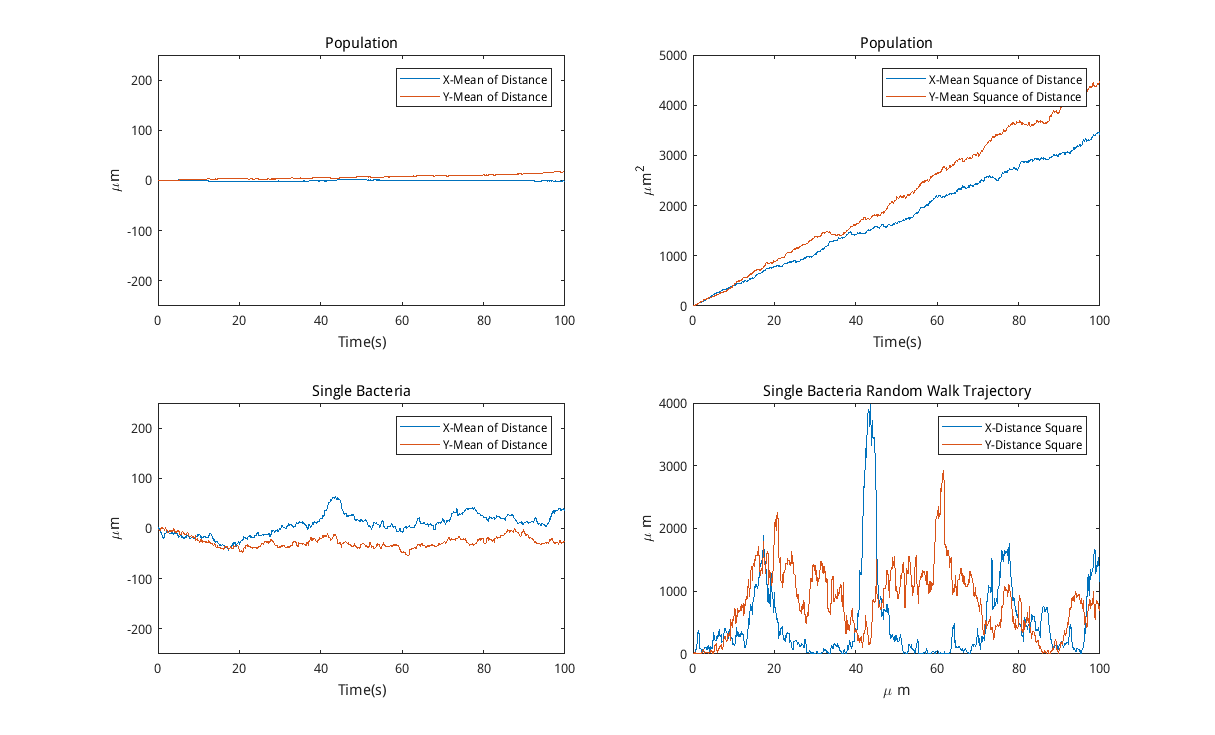 Population
X-Mean of Distance
Y-Mean of Distance
200
100
0
-100
-200
μm
0 20 40 60 80 100
Time(s)
Population
X-Mean Squance of Distance
Y-Mean Squance of Distance
5000
4000
3000
2000
1000
0
μm²
0 20 40 60 80 100
Time(s)
Single Bacteria
X-Mean of Distance
Y-Mean of Distance
200
100
0
-100
-200
μm
0 20 40 60 80 100
Time(s)
Single Bacteria Random Walk Trajectory
X-Distance Square
Y-Distance Square
4000
3000
2000
1000
0
μ m
0 20 40 60 80 100
μ m